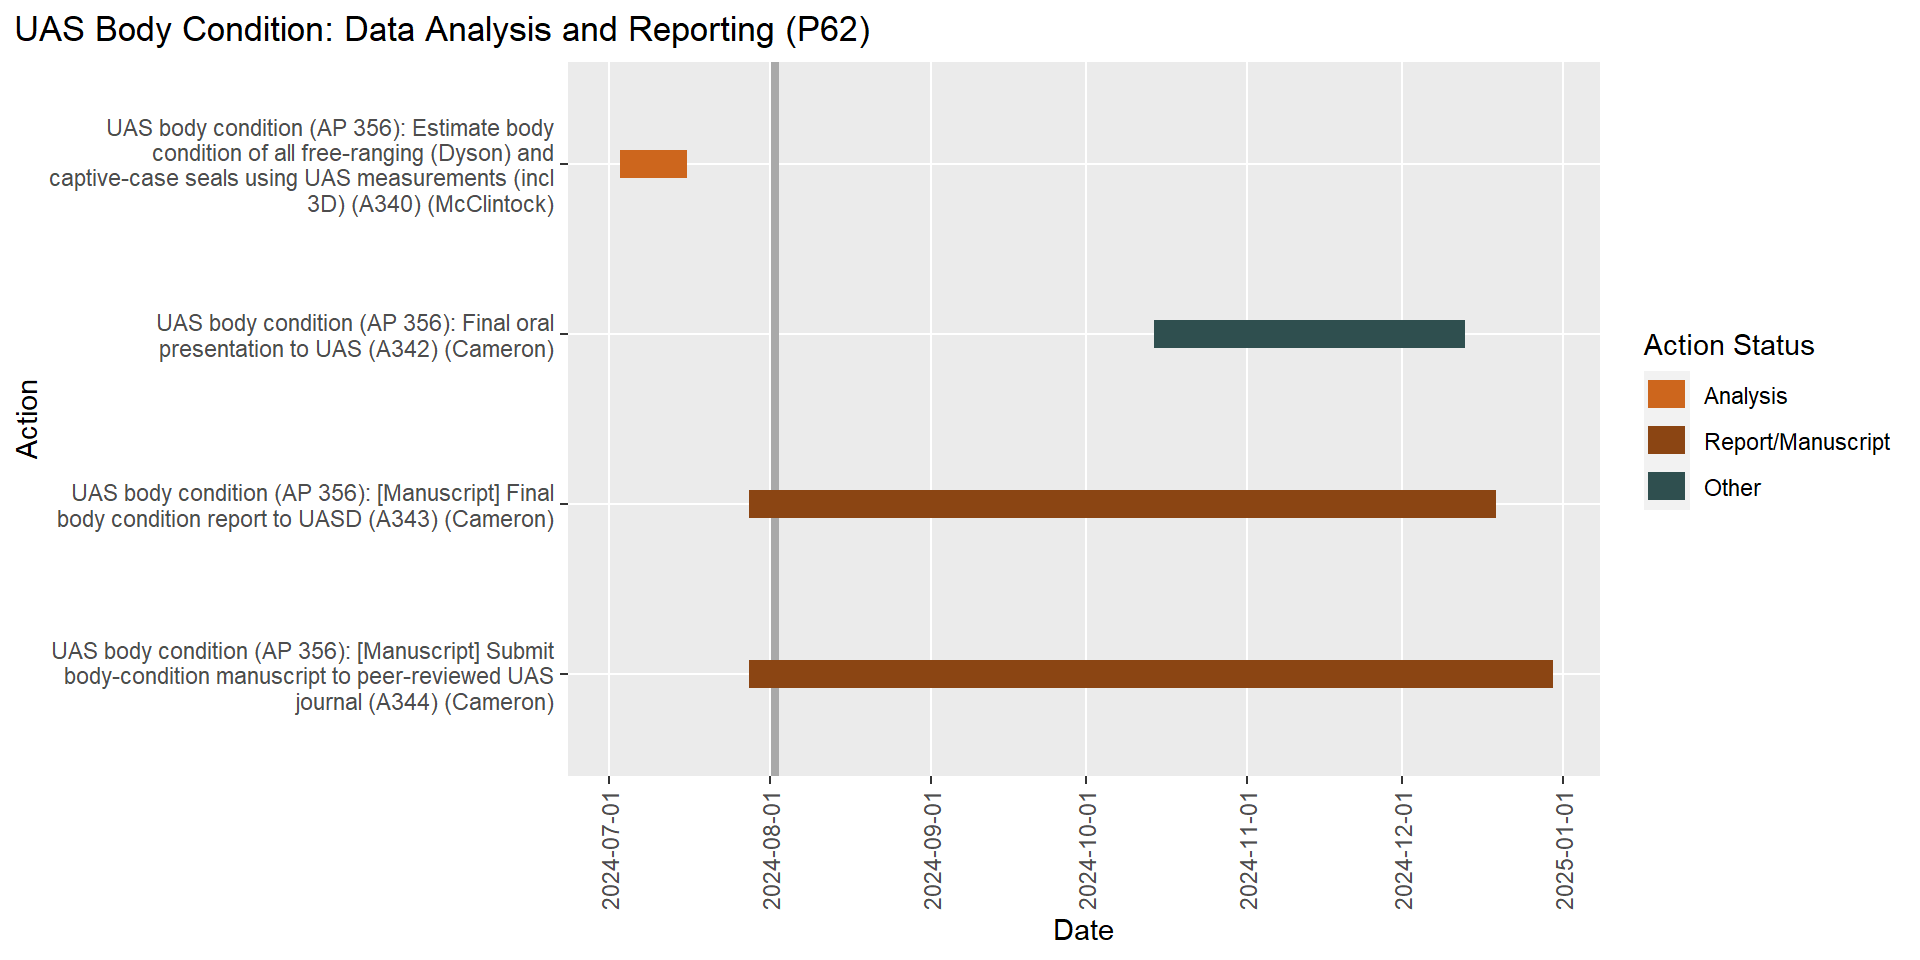 UAS Body Condition: Data Analysis and Reporting (P62)
UAS body condition (AP 356): Estimate body
condition of all free-ranging (Dyson) and
captive-case seals using UAS measurements (incl
3D) (A340) (McClintock)
UAS body condition (AP 356): Final oral
presentation to UAS (A342) (Cameron)
UAS body condition (AP 356): [Manuscript] Final
body condition report to UASD (A343) (Cameron)
UAS body condition (AP 356): [Manuscript] Submit
body-condition manuscript to peer-reviewed UAS
journal (A344) (Cameron)
Action
2024-07-01
2024-08-01
2024-09-01
2024-10-01
2024-11-01
2024-12-01
2025-01-01
Date
Action Status
Analysis
Report/Manuscript
Other